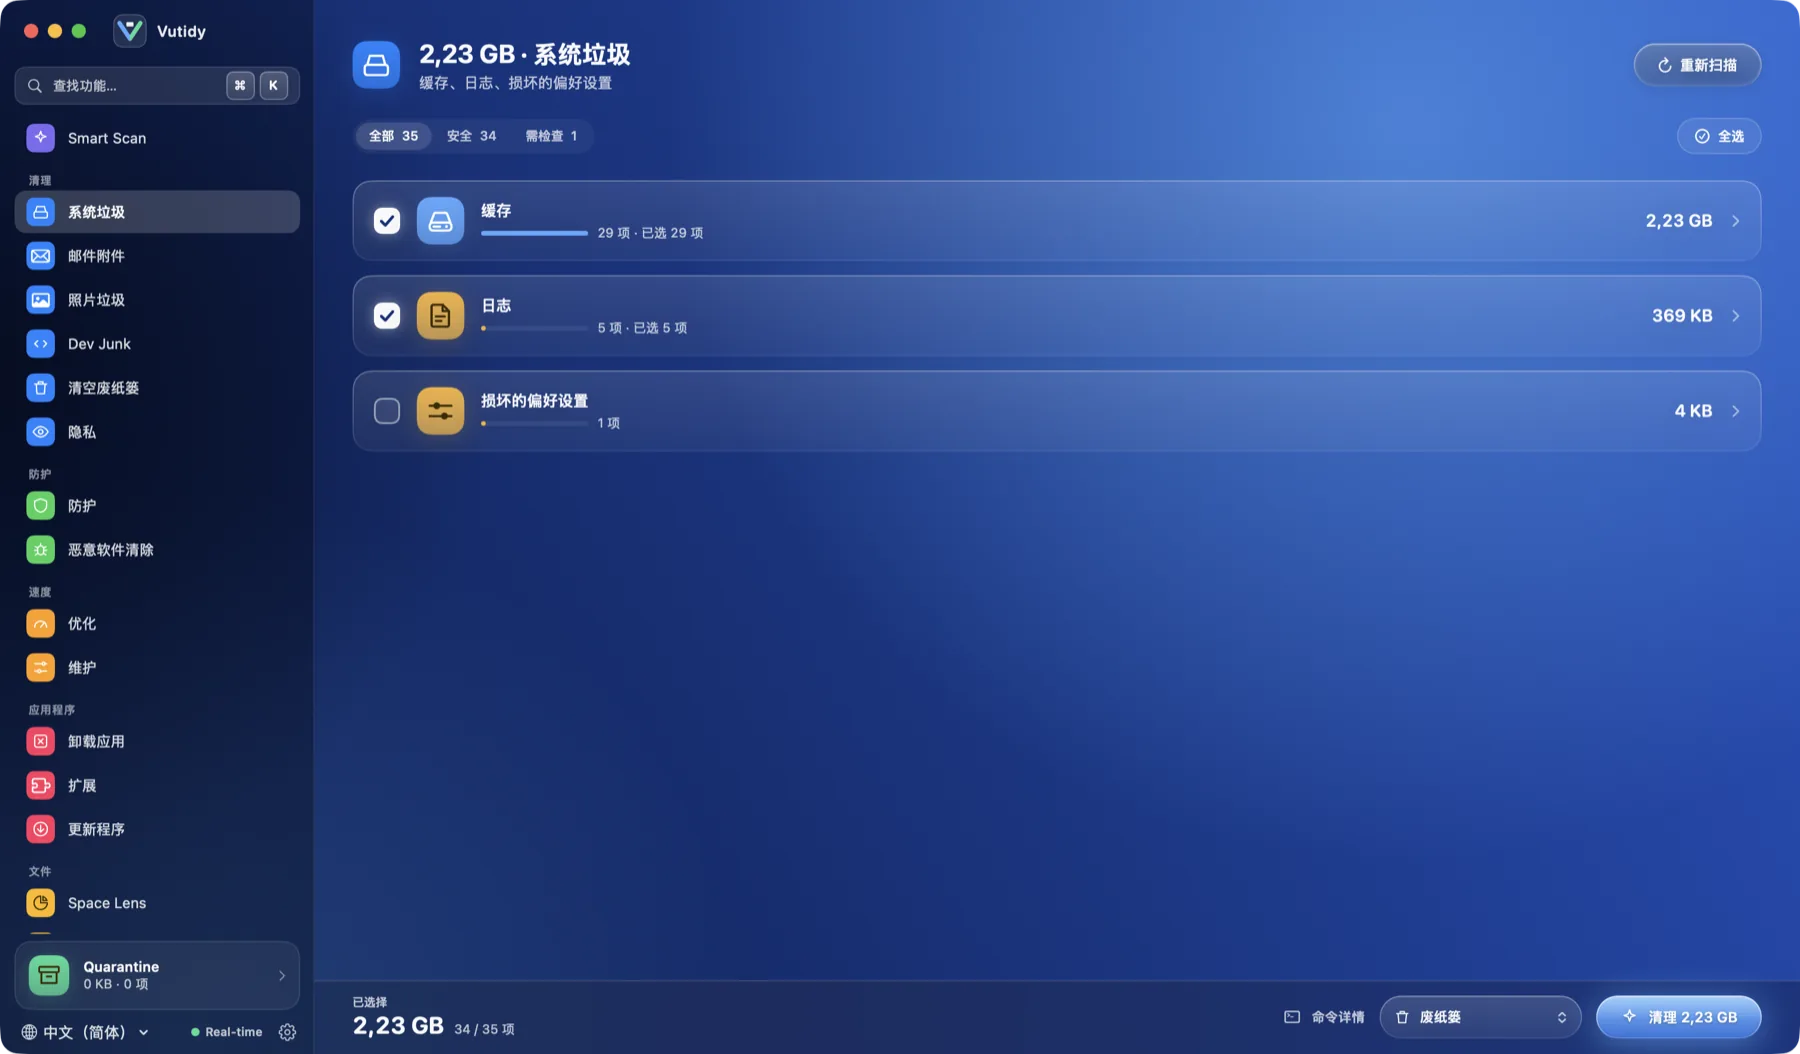 Vutidy
查找功能... ⌘ K
Smart Scan
清理
系统垃圾
邮件附件
照片垃圾
Dev Junk
清空废纸篓
隐私
防护
防护
恶意软件清除
速度
优化
维护
应用程序
卸载应用
扩展
更新程序
文件
Space Lens
Quarantine
0 KB · 0 项
中文（简体） Real-time
2,23 GB · 系统垃圾
缓存、日志、损坏的偏好设置
重新扫描
全部 35 安全 34 需检查 1
全选
缓存
29 项 · 已选 29 项
2,23 GB
日志
5 项 · 已选 5 项
369 KB
损坏的偏好设置
1 项
4 KB
已选择
2,23 GB 34 / 35 项
命令详情
废纸篓
清理 2,23 GB